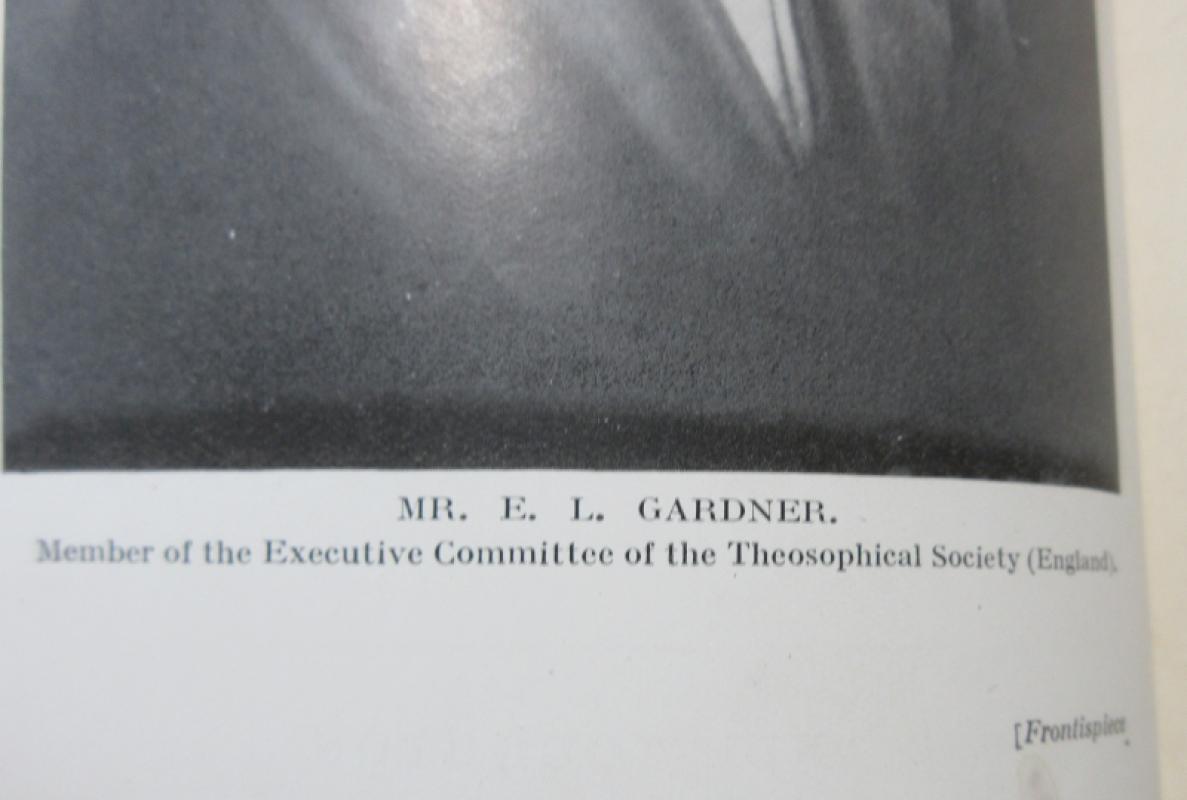 MR. E. L. GARDNER.
Member of the Executive Committee of the Theosophical Society (England).
[Frontispiece.